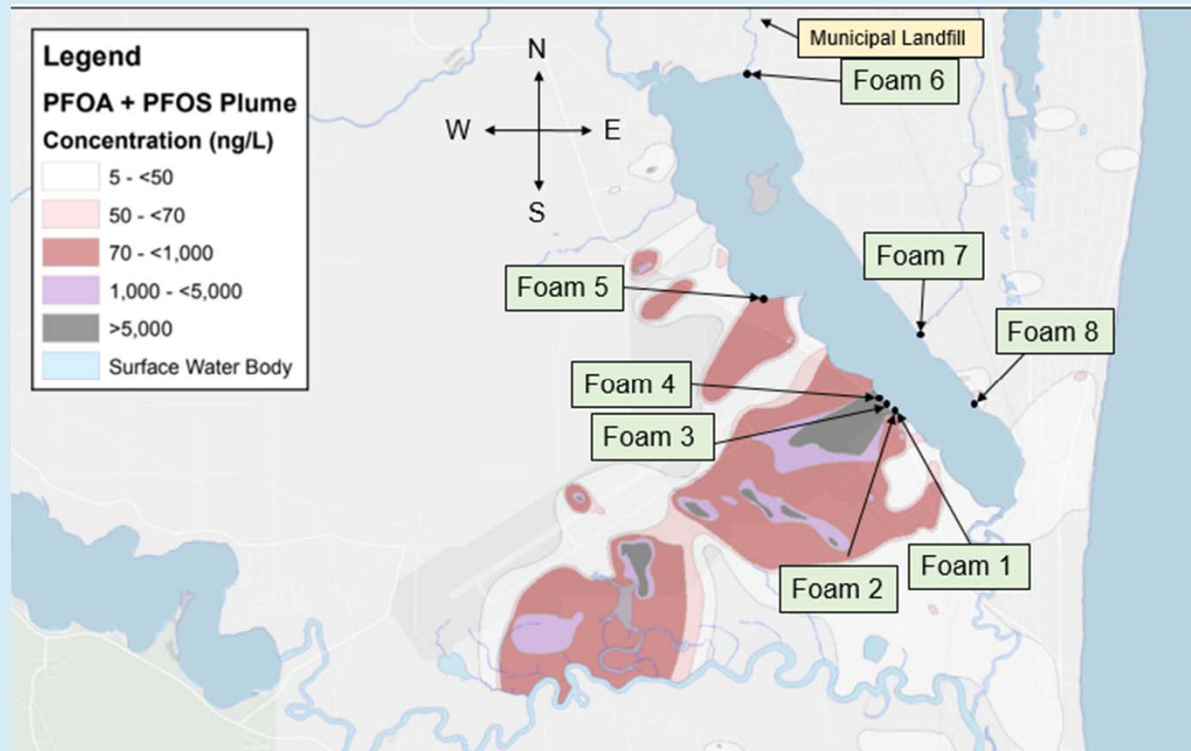 Legend
PFOA + PFOS Plume
Concentration (ng/L)
5 - <50
50 - <70
70 - <1,000
1,000 - <5,000
>5,000
Surface Water Body
N
W
E
S
Municipal Landfill
Foam 6
Foam 7
Foam 5
Foam 8
Foam 4
Foam 3
Foam 1
Foam 2